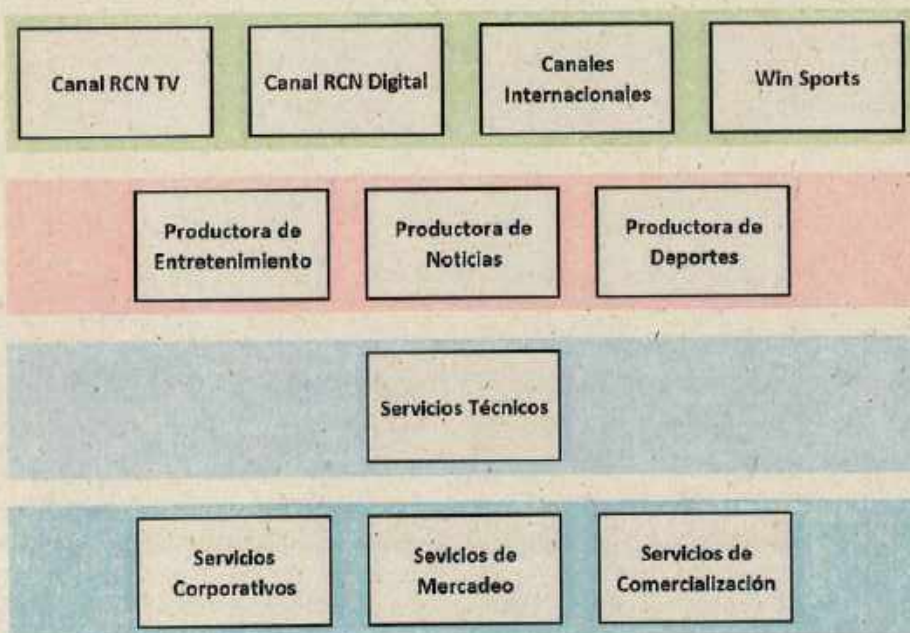 Canal RCN TV
Canal RCN Digital
Canales
Internacionales
Win Sports
Productora de
Entretenimiento
Productora de
Noticias
Productora de
Deportes
Servicios Técnicos
Servicios
Corporativos
Sevicios de
Mercadeo
Servicios de
Comercialización